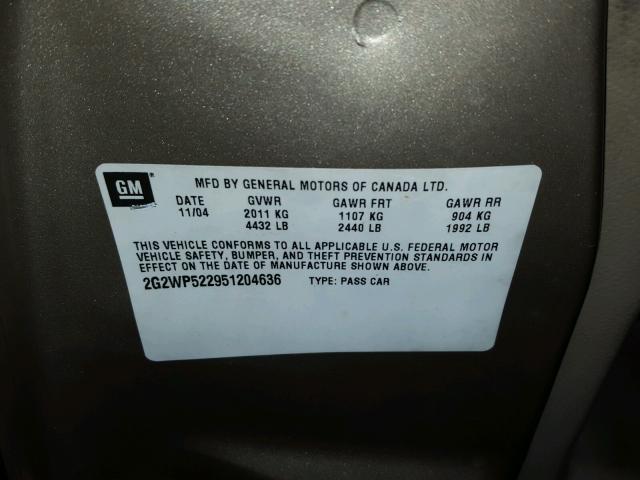 GM
MFD BY GENERAL MOTORS OF CANADA LTD.
DATE GVWR GAWR FRT GAWR RR
11/04 2011 KG 1107 KG 904 KG
4432 LB 2440 LB 1992 LB
THIS VEHICLE CONFORMS TO ALL APPLICABLE U.S. FEDERAL MOTOR
VEHICLE SAFETY, BUMPER, AND THEFT PREVENTION STANDARDS IN
EFFECT ON THE DATE OF MANUFACTURE SHOWN ABOVE.
2G2WP522951204636 TYPE: PASS CAR